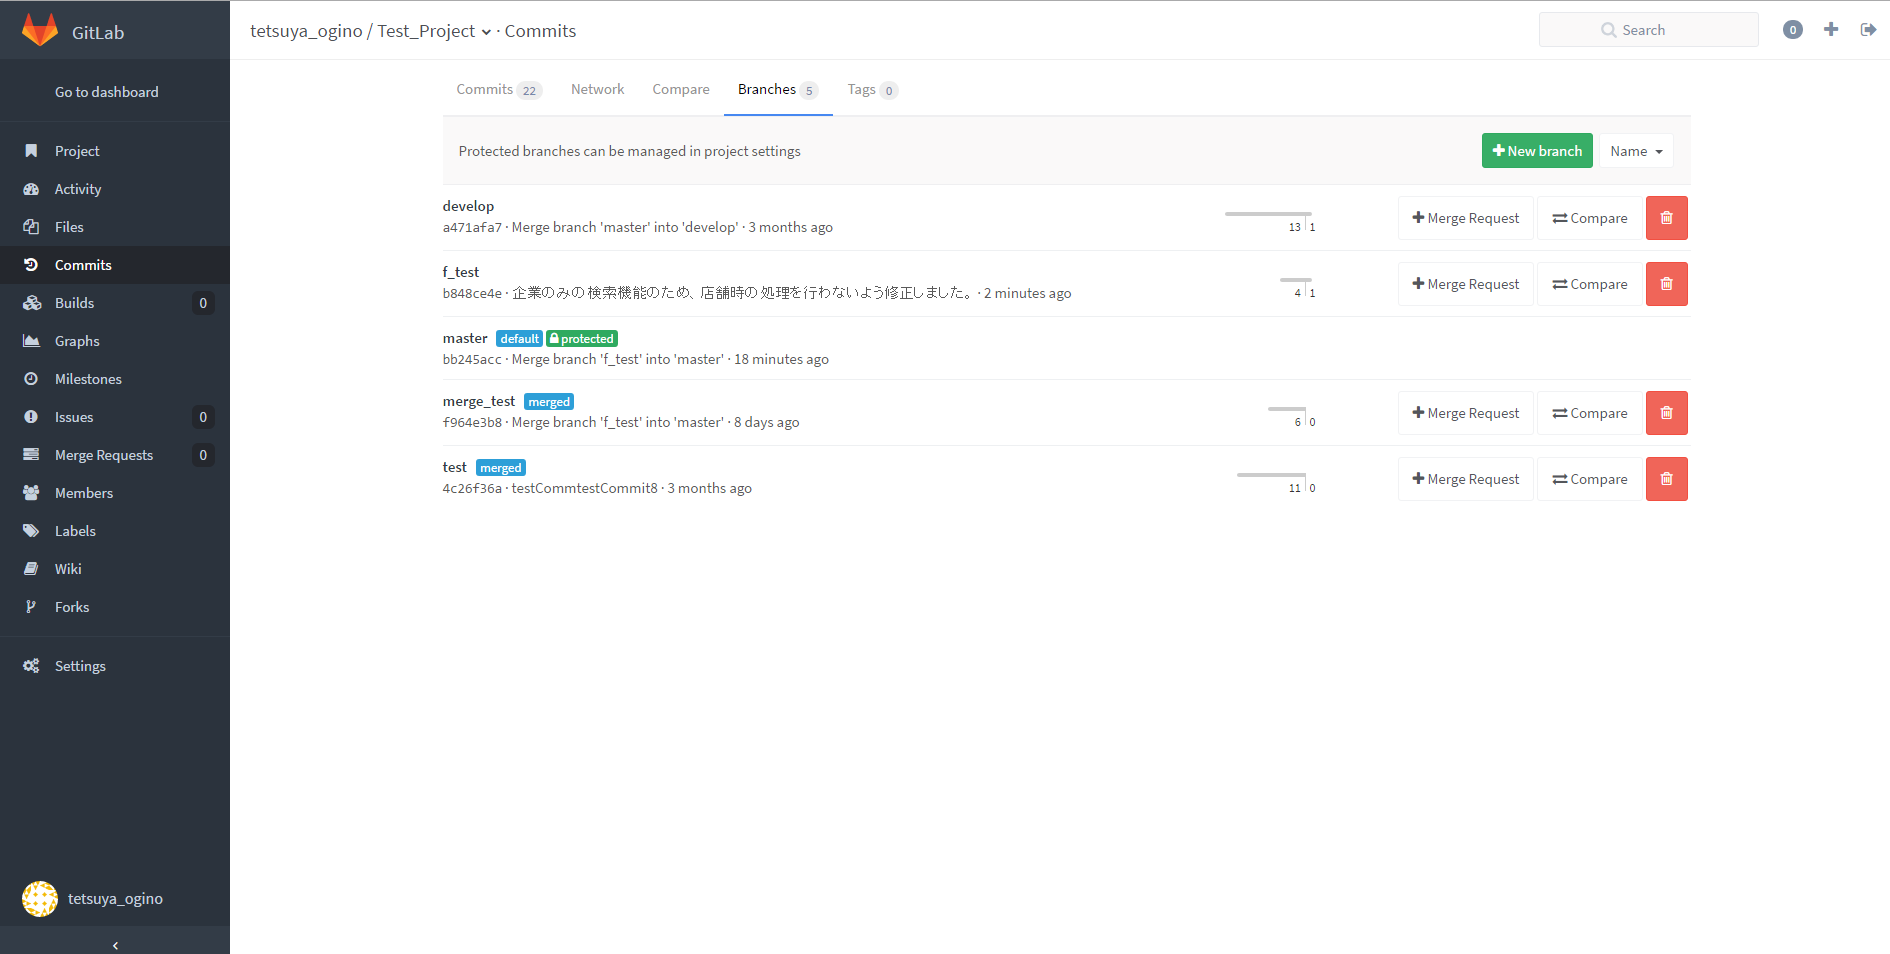 GitLab
tetsuya_ogino / Test_Project · Commits
Search
0
Go to dashboard
Project
Activity
Files
Commits
Builds 0
Graphs
Milestones
Issues 0
Merge Requests 0
Members
Labels
Wiki
Forks
Settings
tetsuya_ogino
Commits 22 Network Compare Branches 5 Tags 0
Protected branches can be managed in project settings
New branch Name
develop
a471afa7 · Merge branch 'master' into 'develop' · 3 months ago
13 1
Merge Request Compare
f_test
b848ce4e · 企業のみの検索機能のため、店舗時の処理を行わないよう修正しました。 · 2 minutes ago
4 1
Merge Request Compare
master default protected
bb245acc · Merge branch 'f_test' into 'master' · 18 minutes ago
merge_test merged
f964e3b8 · Merge branch 'f_test' into 'master' · 8 days ago
6 0
Merge Request Compare
test merged
4c26f36a · testCommtestCommit8 · 3 months ago
11 0
Merge Request Compare